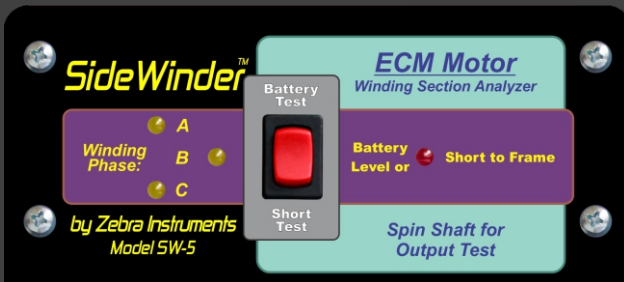 SideWinder™
ECM Motor
Winding Section Analyzer
Battery
Test
A
Winding
Phase:
B
C
Battery
Level or
Short to Frame
Short
Test
by Zebra Instruments
Model SW-5
Spin Shaft for
Output Test